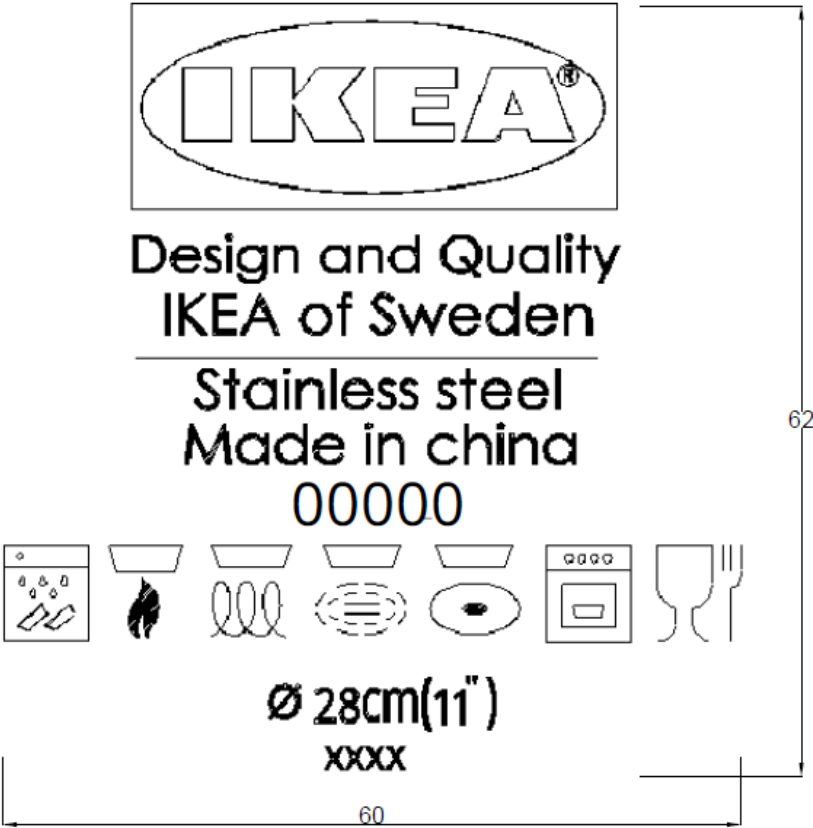 IKEA®
Design and Quality
IKEA of Sweden
Stainless steel
Made in china
00000
62
Ø 28cm(11")
XXXX
60